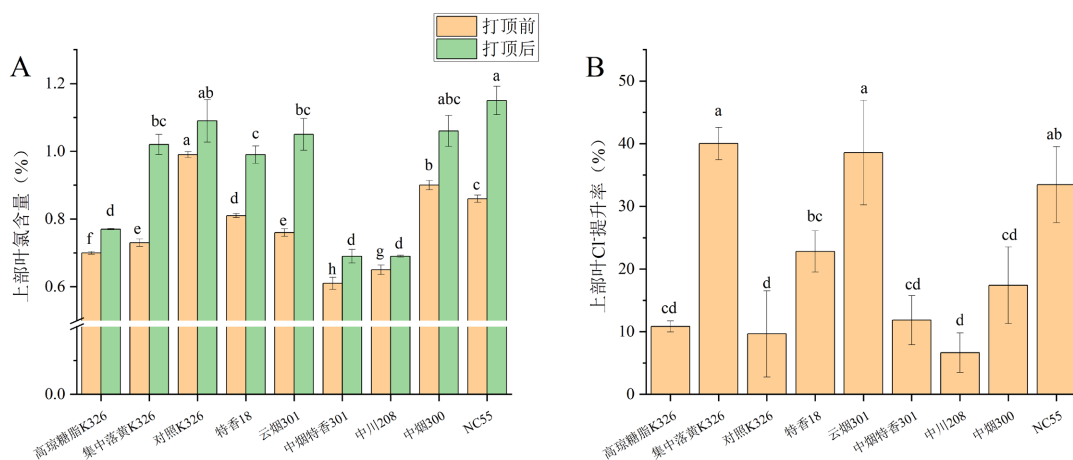 打顶前
打顶后
A
上部叶氯含量（%）
1.2
1.0
0.8
0.6
0.0
f
d
e
bc
a
ab
d
c
e
bc
h
d
g
d
b
abc
c
a
高琼糖脂K326
集中落黄K326
对照K326
特香18
云烟301
中烟特香301
中川208
中烟300
NC55
B
上部叶Cl⁻提升率（%）
50
40
30
20
10
0
cd
a
d
bc
a
cd
d
cd
ab
高琼糖脂K326
集中落黄K326
对照K326
特香18
云烟301
中烟特香301
中川208
中烟300
NC55